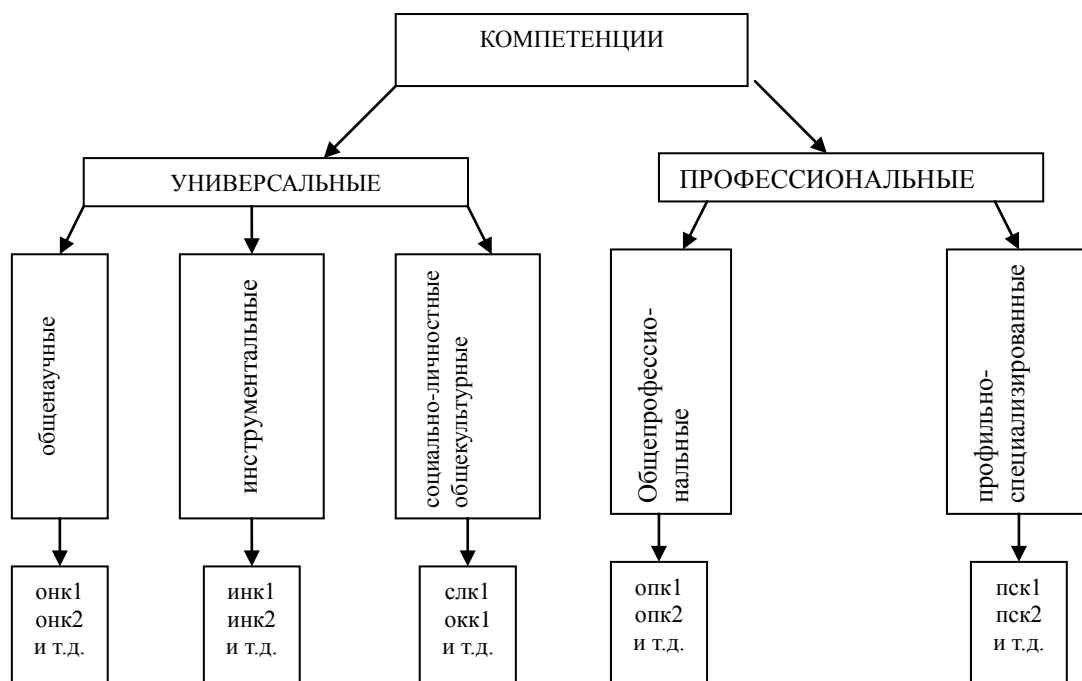 КОМПЕТЕНЦИИ
УНИВЕРСАЛЬНЫЕ
ПРОФЕССИОНАЛЬНЫЕ
общенаучные
инструментальные
социально-личностные
общекультурные
Общепрофессио-
нальные
профильно-
специализированные
онк1
онк2
и т.д.
инк1
инк2
и т.д.
слк1
окк1
и т.д.
опк1
опк2
и т.д.
пск1
пск2
и т.д.